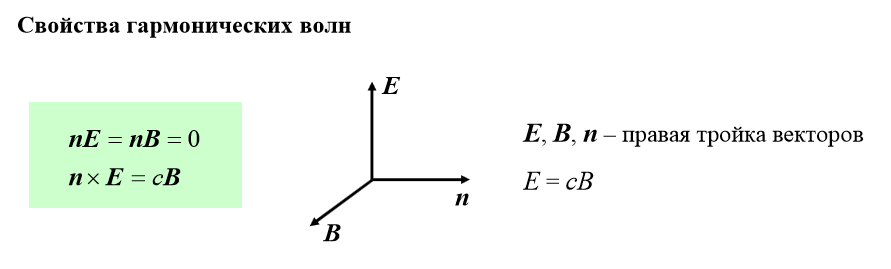 Свойства гармонических волн
E
nE = nB = 0
n × E = cB
E, B, n – правая тройка векторов
E = cB
n
B